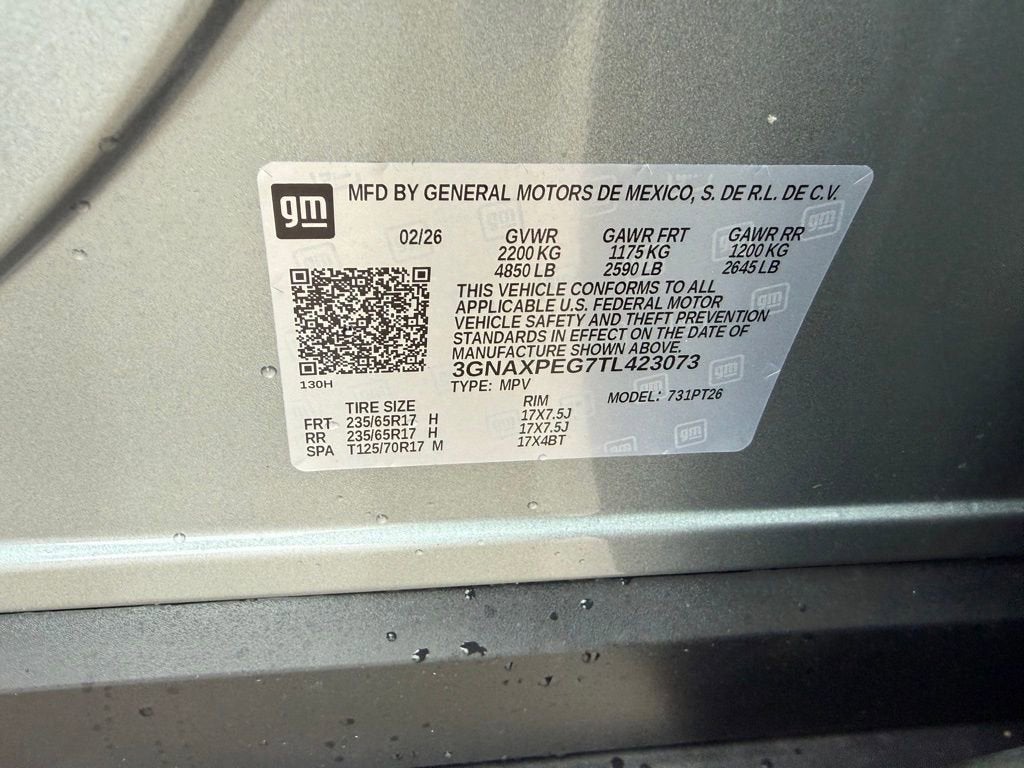 gm MFD BY GENERAL MOTORS DE MEXICO, S. DE R.L. DE C.V.
02/26 GVWR GAWR FRT GAWR RR
2200 KG 1175 KG 1200 KG
4850 LB 2590 LB 2645 LB
THIS VEHICLE CONFORMS TO ALL
APPLICABLE U.S. FEDERAL MOTOR
VEHICLE SAFETY AND THEFT PREVENTION
STANDARDS IN EFFECT ON THE DATE OF
MANUFACTURE SHOWN ABOVE.
3GNAXPEG7TL423073
130H TYPE: MPV MODEL: 731PT26
TIRE SIZE RIM
FRT 235/65R17 H 17X7.5J
RR 235/65R17 H 17X7.5J
SPA T125/70R17 M 17X4BT